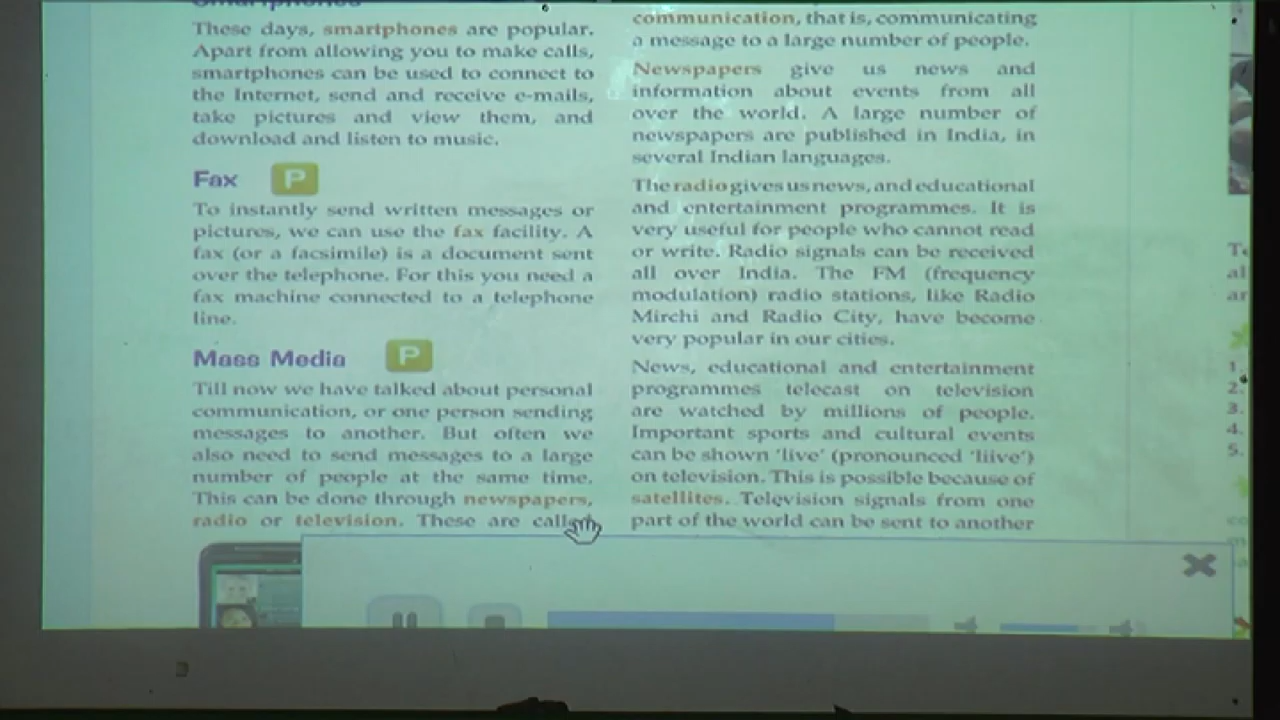 Smartphones
These days, smartphones are popular.
Apart from allowing you to make calls,
smartphones can be used to connect to
the Internet, send and receive e-mails,
take pictures and view them, and
download and listen to music.
Fax P
To instantly send written messages or
pictures, we can use the fax facility. A
fax (or a facsimile) is a document sent
over the telephone. For this you need a
fax machine connected to a telephone
line.
Mass Media P
Till now we have talked about personal
communication, or one person sending
messages to another. But often we
also need to send messages to a large
number of people at the same time.
This can be done through newspapers,
radio or television. These are called
communication, that is, communicating
a message to a large number of people.
Newspapers give us news and
information about events from all
over the world. A large number of
newspapers are published in India, in
several Indian languages.
The radio gives us news, and educational
and entertainment programmes. It is
very useful for people who cannot read
or write. Radio signals can be received
all over India. The FM (frequency
modulation) radio stations, like Radio
Mirchi and Radio City, have become
very popular in our cities.
News, educational and entertainment
programmes telecast on television
are watched by millions of people.
Important sports and cultural events
can be shown 'live' (pronounced 'liive')
on television. This is possible because of
satellites. Television signals from one
part of the world can be sent to another
1.
2.
3.
4.
5.